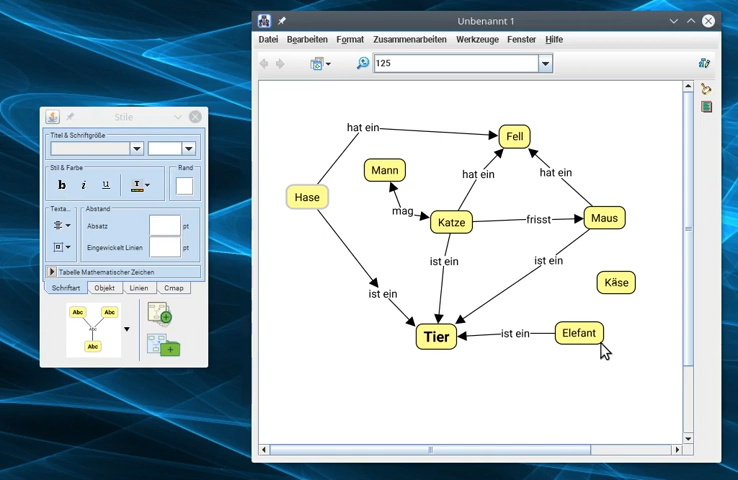 Unbenannt 1
Datei Bearbeiten Format Zusammenarbeiten Werkzeuge Fenster Hilfe
125
Stile
Titel & Schriftgröße
Stil & Farbe
Rand
b i u T
Texta...
Abstand
Absatz pt
Eingewickelt Linien pt
Tabelle Mathematischer Zeichen
Schriftart Objekt Linien Cmap
Abc Abc
Abc
Abc
hat ein
Fell
Mann
hat ein
hat ein
Hase
mag
Katze
frisst
Maus
ist ein
ist ein
Käse
ist ein
Tier
ist ein
Elefant